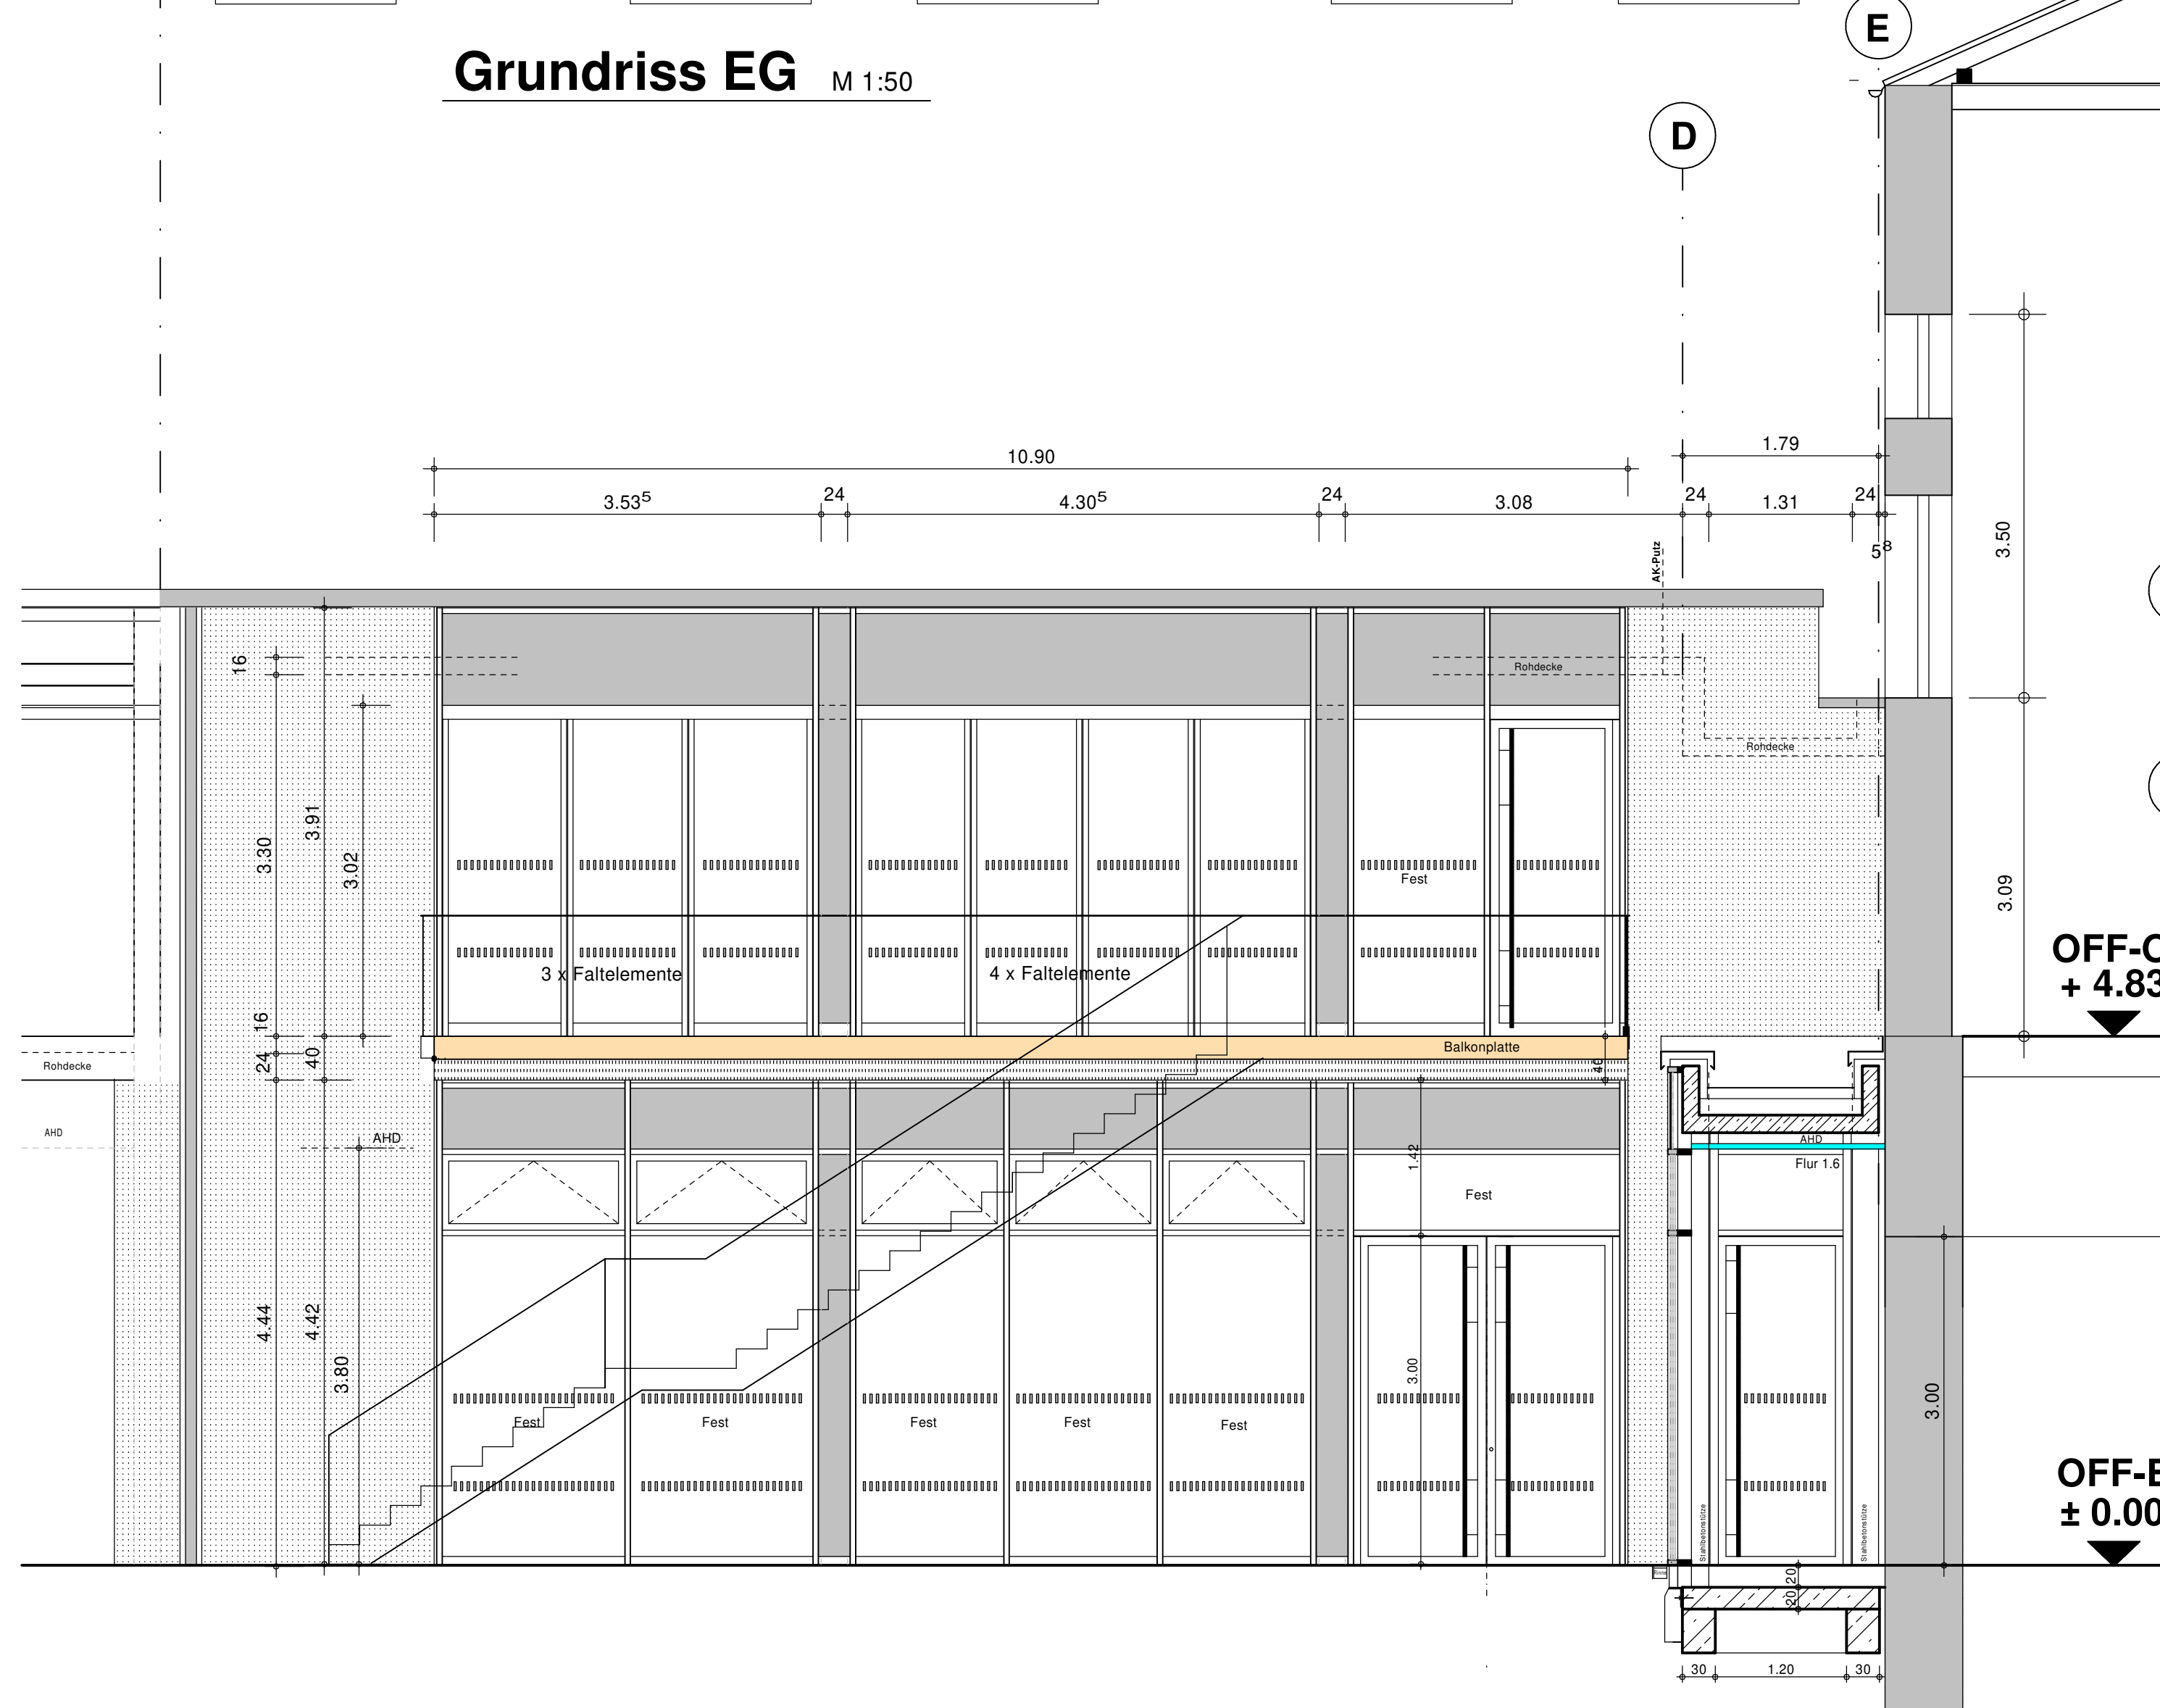 E
Grundriss EG M 1:50
D
1.79
10.90
3.53⁵ 24 4.30⁵ 24 3.08 24 1.31 24
5⁸
3.50
AK-Putz
16
Rohdecke
Rohdecke
3.91
3.30
3.02
Fest
3.09
OFF-O
+ 4.83
3 x Faltelemente 4 x Faltelemente
16
24
40
Balkonplatte
40
Rohdecke
AHD
AHD
AHD
Flur 1.6
1.42
Fest
4.44
4.42
3.80
3.00
3.00
Fest Fest Fest Fest Fest
OFF-E
± 0.00
Stahlbetonstütze
Stahlbetonstütze
Rinne
20
20
30 1.20 30